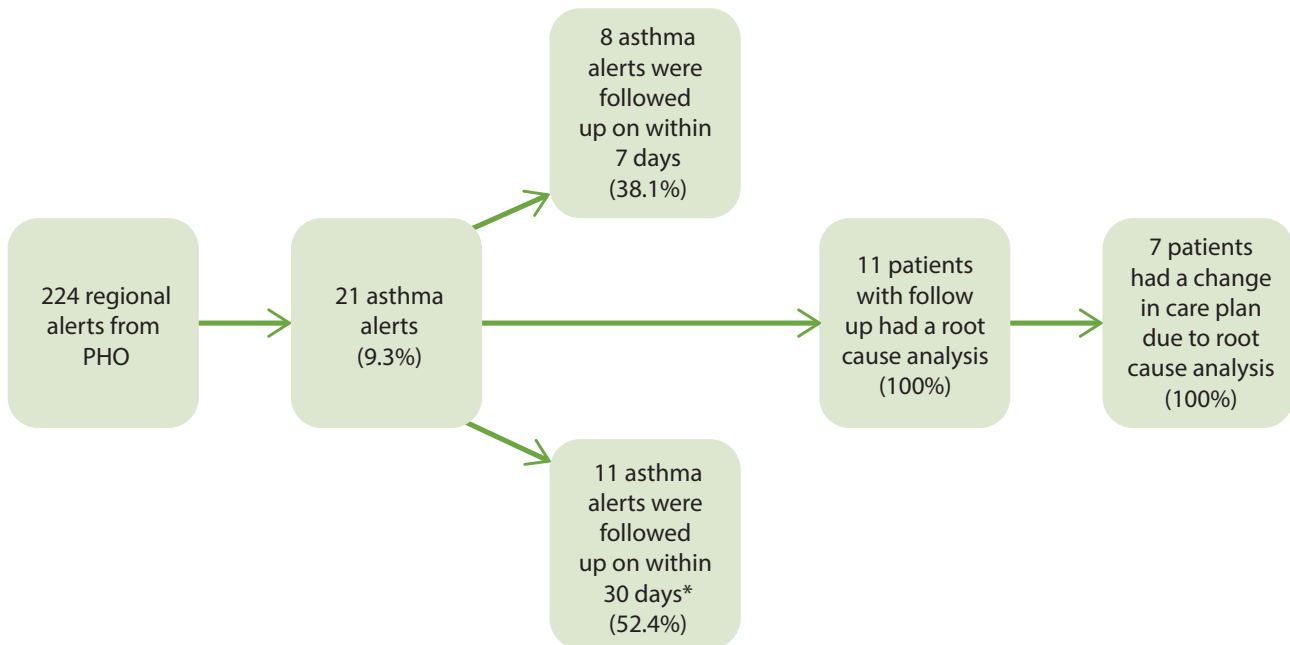 224 regional
alerts from
PHO
21 asthma
alerts
(9.3%)
8 asthma
alerts were
followed
up on within
7 days
(38.1%)
11 asthma
alerts were
followed
up on within
30 days*
(52.4%)
11 patients
with follow
up had a root
cause analysis
(100%)
7 patients
had a change
in care plan
due to root
cause analysis
(100%)